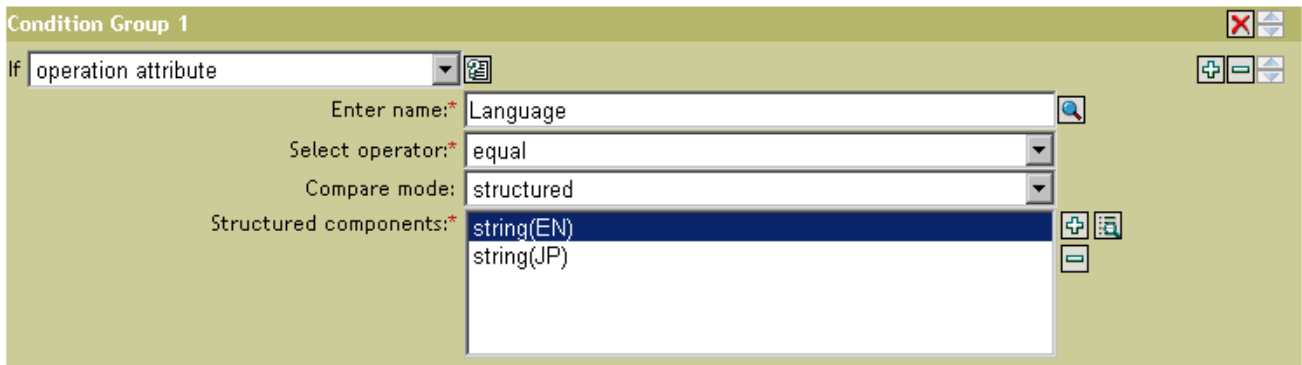 Condition Group 1
If operation attribute
Enter name:* Language
Select operator:* equal
Compare mode: structured
Structured components:* string(EN)
string(JP)